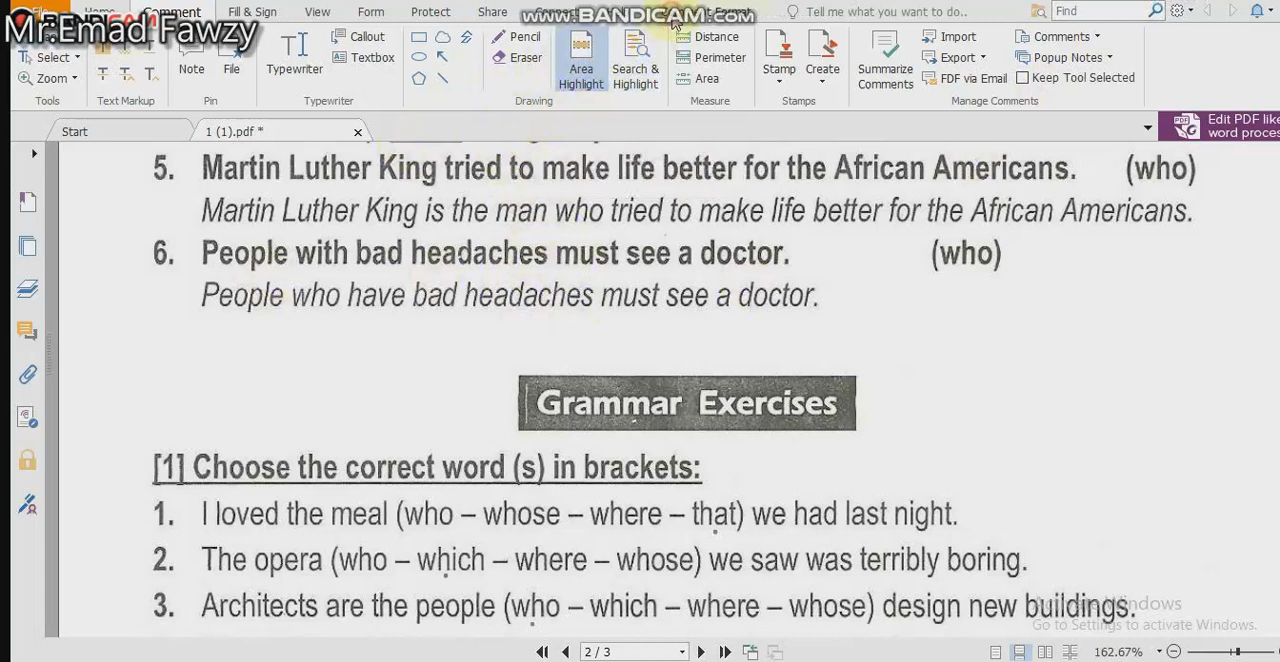 www.BANDICAM.com
Mr.Emad Fawzy
Comment View Form Protect Share
Fill & Sign
Tell me what you want to do.. Find
Select Zoom Tools
Text Markup
Note File Pin
Typewriter Callout Textbox Typewriter
Pencil Eraser Area Highlight Search & Highlight Drawing
Distance Perimeter Area Measure
Stamp Create Stamps
Summarize Comments Import Export FDF via Email Comments Popup Notes Keep Tool Selected Manage Comments
Start 1 (1).pdf * Edit PDF like word proces
5. Martin Luther King tried to make life better for the African Americans. (who)
Martin Luther King is the man who tried to make life better for the African Americans.
6. People with bad headaches must see a doctor. (who)
People who have bad headaches must see a doctor.
Grammar Exercises
[1] Choose the correct word (s) in brackets:
1. I loved the meal (who – whose – where – that) we had last night.
2. The opera (who – which – where – whose) we saw was terribly boring.
3. Architects are the people (who – which – where – whose) design new buildings.
Activate Windows
Go to Settings to activate Windows.
2 / 3 162.67%